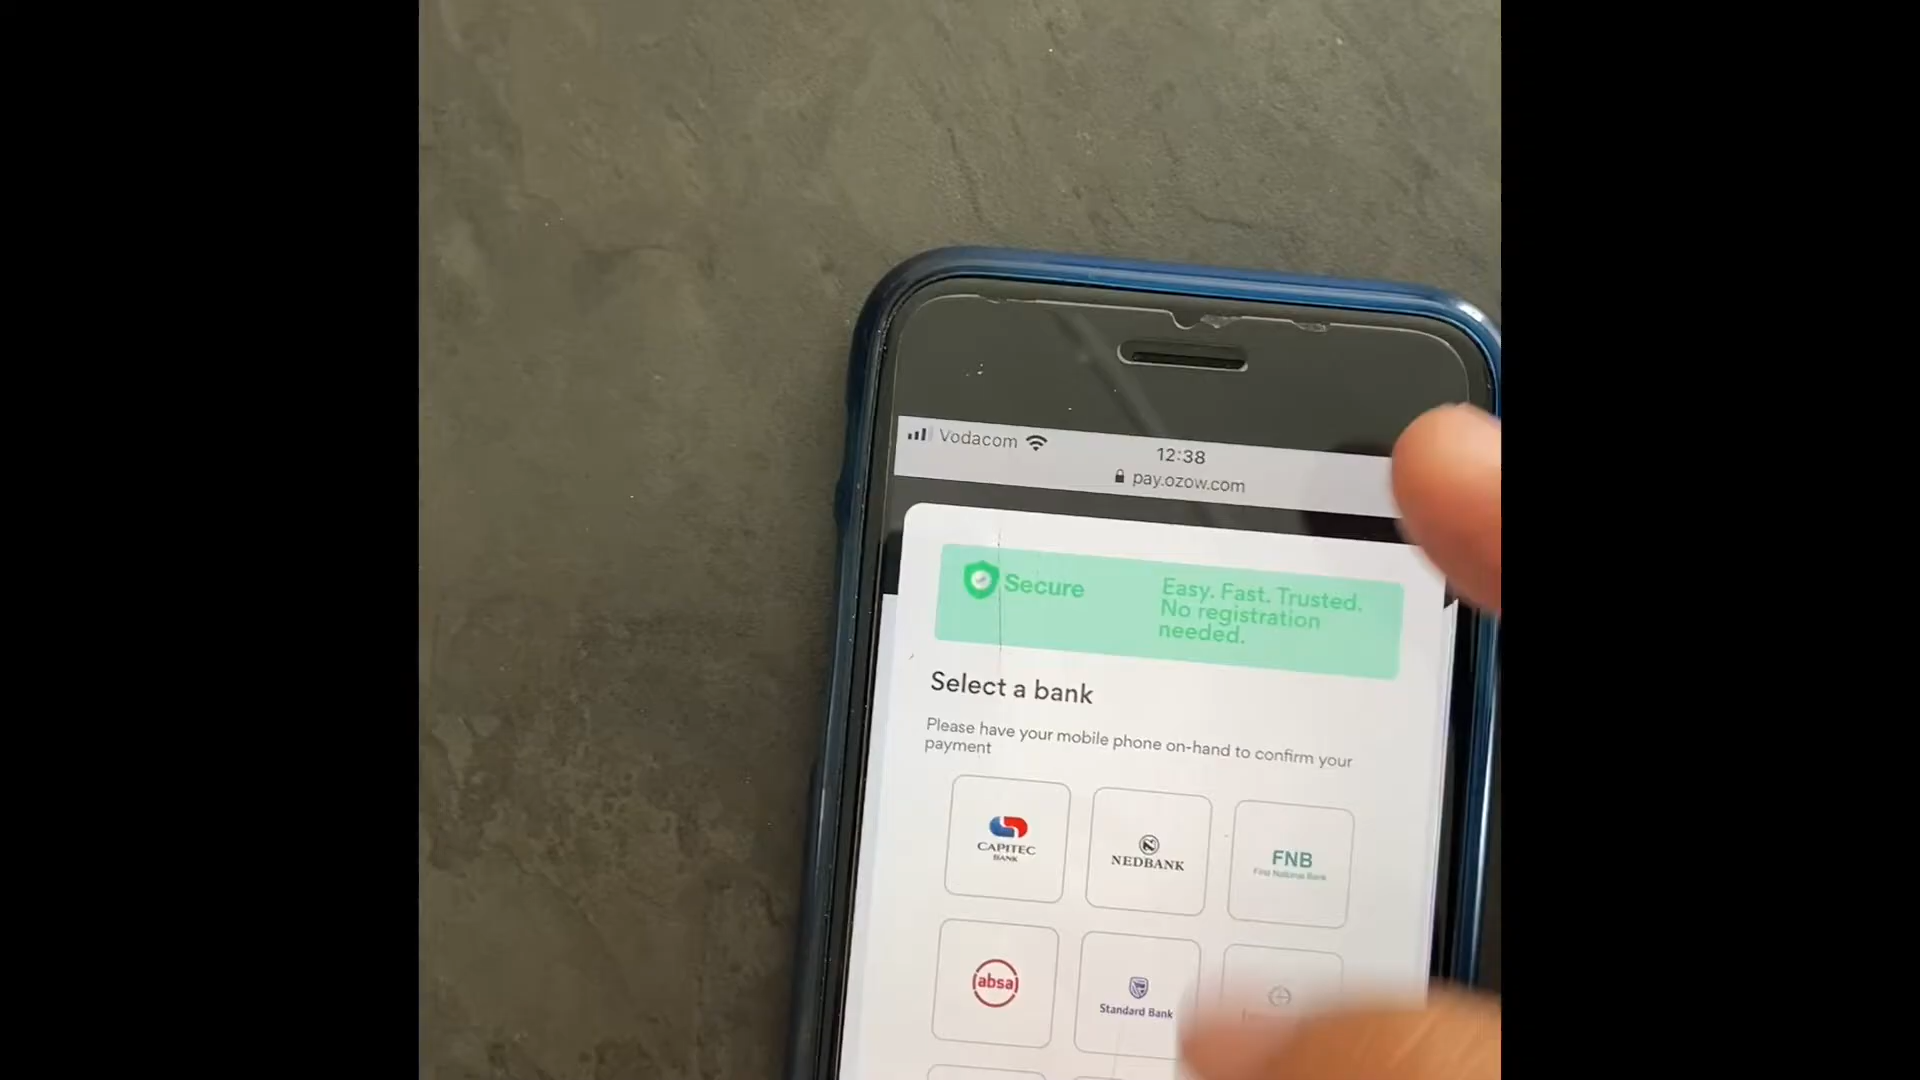 Vodacom
12:38
pay.ozow.com
Secure
Easy. Fast. Trusted.
No registration
needed.
Select a bank
Please have your mobile phone on-hand to confirm your
payment
CAPITEC
BANK
NEDBANK
FNB
First National Bank
absa
Standard Bank